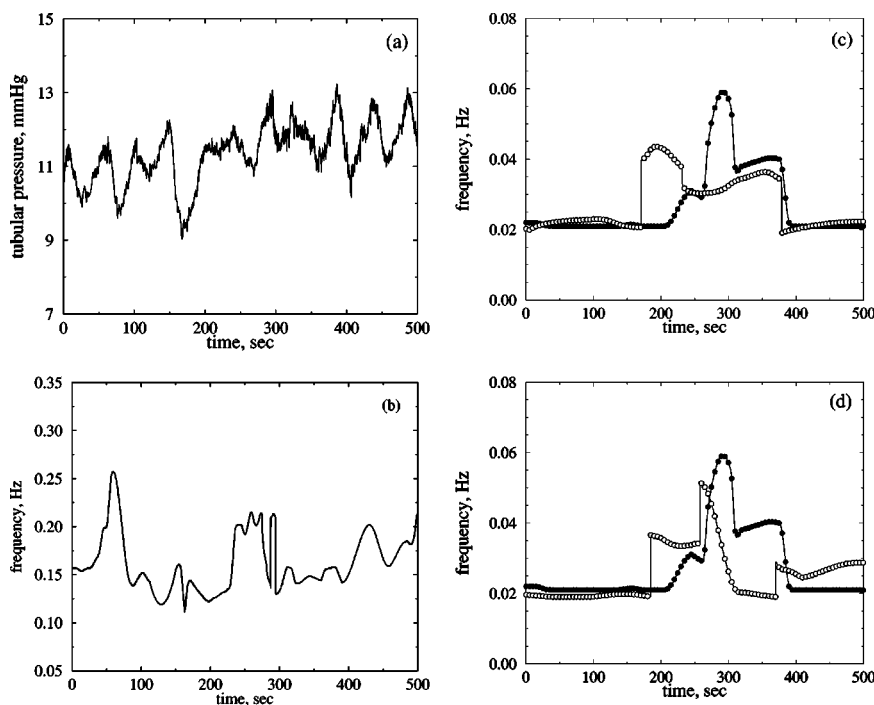 15
13
11
9
7
tubular pressure, mmHg
(a)
0 100 200 300 400 500
time, sec
0.08
0.06
0.04
0.02
0.00
frequency, Hz
(c)
0 100 200 300 400 500
time, sec
0.35
0.30
0.25
0.20
0.15
0.10
0.05
frequency, Hz
(b)
0 100 200 300 400 500
time, sec
0.08
0.06
0.04
0.02
0.00
frequency, Hz
(d)
0 100 200 300 400 500
time, sec